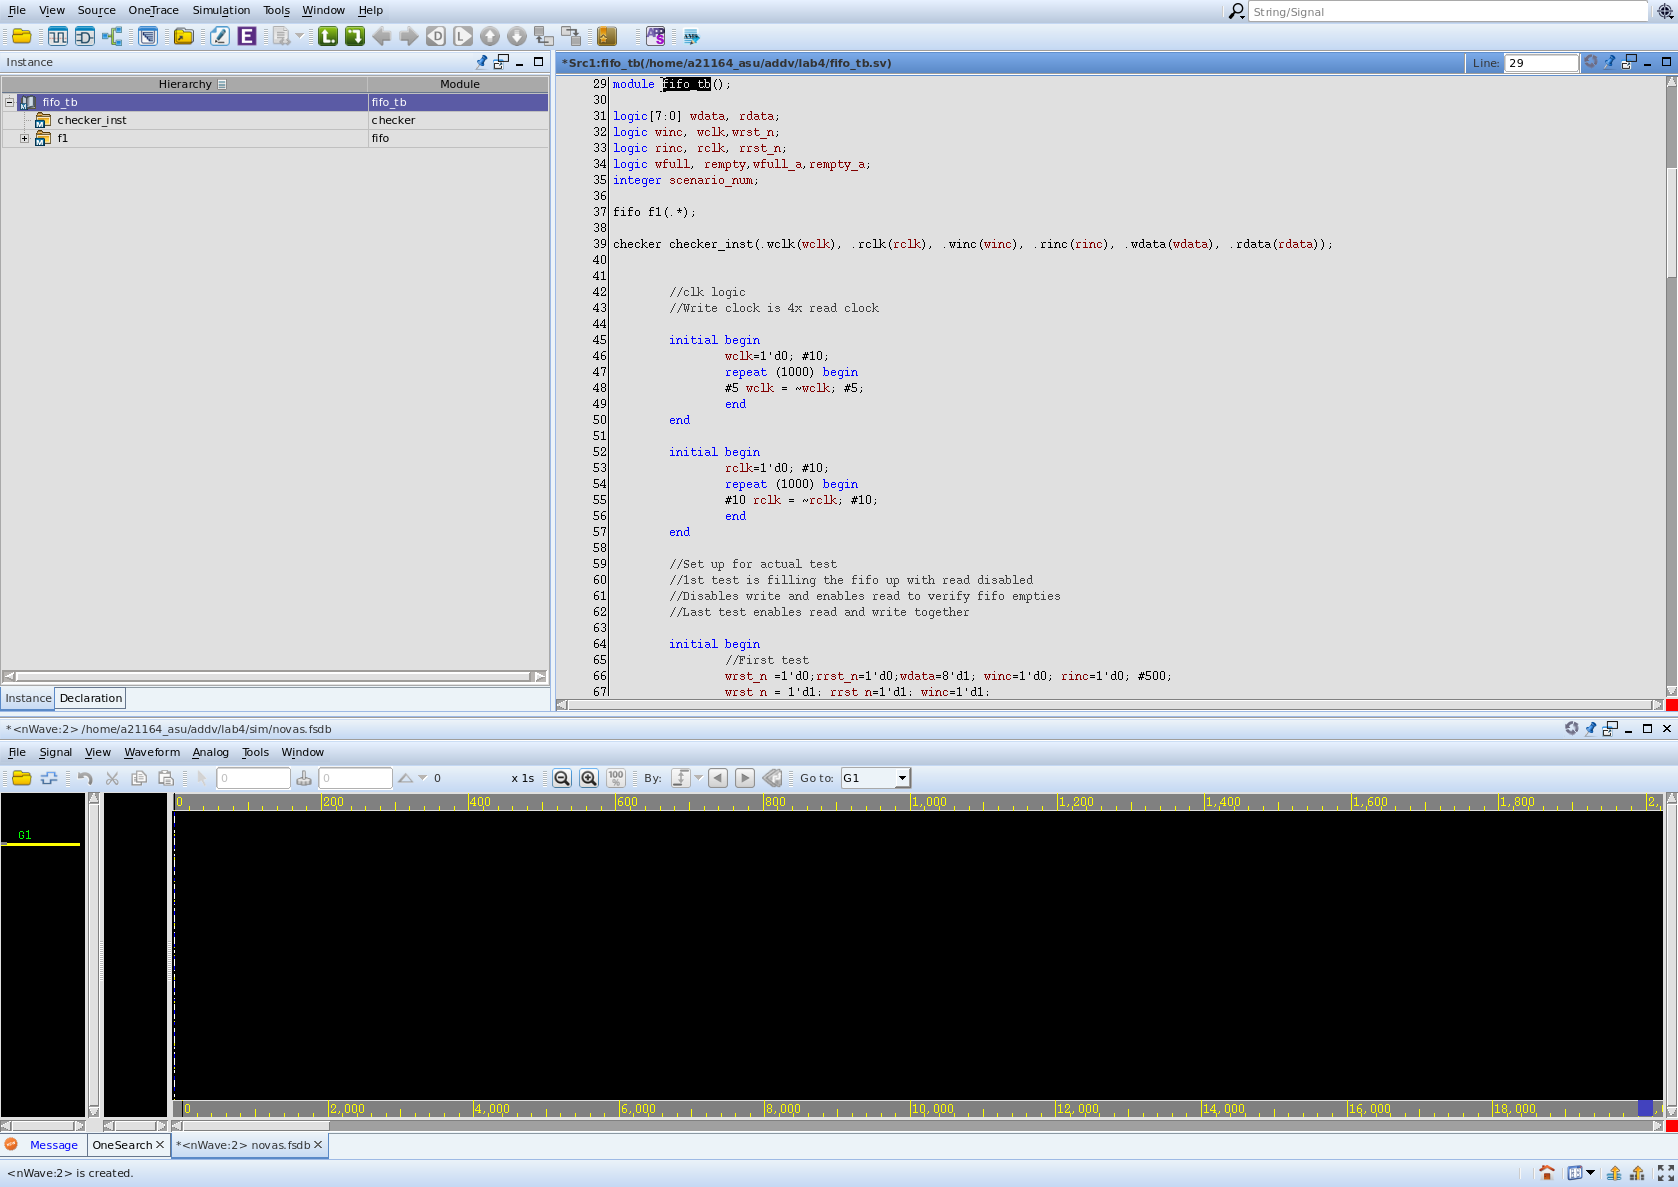 File View Source OneTrace Simulation Tools Window Help
String/Signal
Instance
Hierarchy Module
fifo_tb fifo_tb
checker_inst checker
f1 fifo
Instance Declaration
*Src1:fifo_tb(/home/a21164_asu/addv/lab4/fifo_tb.sv) Line: 29
29 module fifo_tb();
30
31 logic[7:0] wdata, rdata;
32 logic winc, wclk,wrst_n;
33 logic rinc, rclk, rrst_n;
34 logic wfull, rempty,wfull_a,rempty_a;
35 integer scenario_num;
36
37 fifo f1(.*);
38
39 checker checker_inst(.wclk(wclk), .rclk(rclk), .winc(winc), .rinc(rinc), .wdata(wdata), .rdata(rdata));
40
41
42 //clk logic
43 //Write clock is 4x read clock
44
45 initial begin
46 wclk=1'd0; #10;
47 repeat (1000) begin
48 #5 wclk = ~wclk; #5;
49 end
50 end
51
52 initial begin
53 rclk=1'd0; #10;
54 repeat (1000) begin
55 #10 rclk = ~rclk; #10;
56 end
57 end
58
59 //Set up for actual test
60 //1st test is filling the fifo up with read disabled
61 //Disables write and enables read to verify fifo empties
62 //Last test enables read and write together
63
64 initial begin
65 //First test
66 wrst_n =1'd0;rrst_n=1'd0;wdata=8'd1; winc=1'd0; rinc=1'd0; #500;
67 wrst_n = 1'd1; rrst_n=1'd1; winc=1'd1;
*<nWave:2> /home/a21164_asu/addv/lab4/sim/novas.fsdb
File Signal View Waveform Analog Tools Window
0 0 0 x 1s 100 % By: Go to: G1
0 200 400 600 800 1,000 1,200 1,400 1,600 1,800 2,
G1
0 2,000 4,000 6,000 8,000 10,000 12,000 14,000 16,000 18,000
Message OneSearch *<nWave:2> novas.fsdb
<nWave:2> is created.